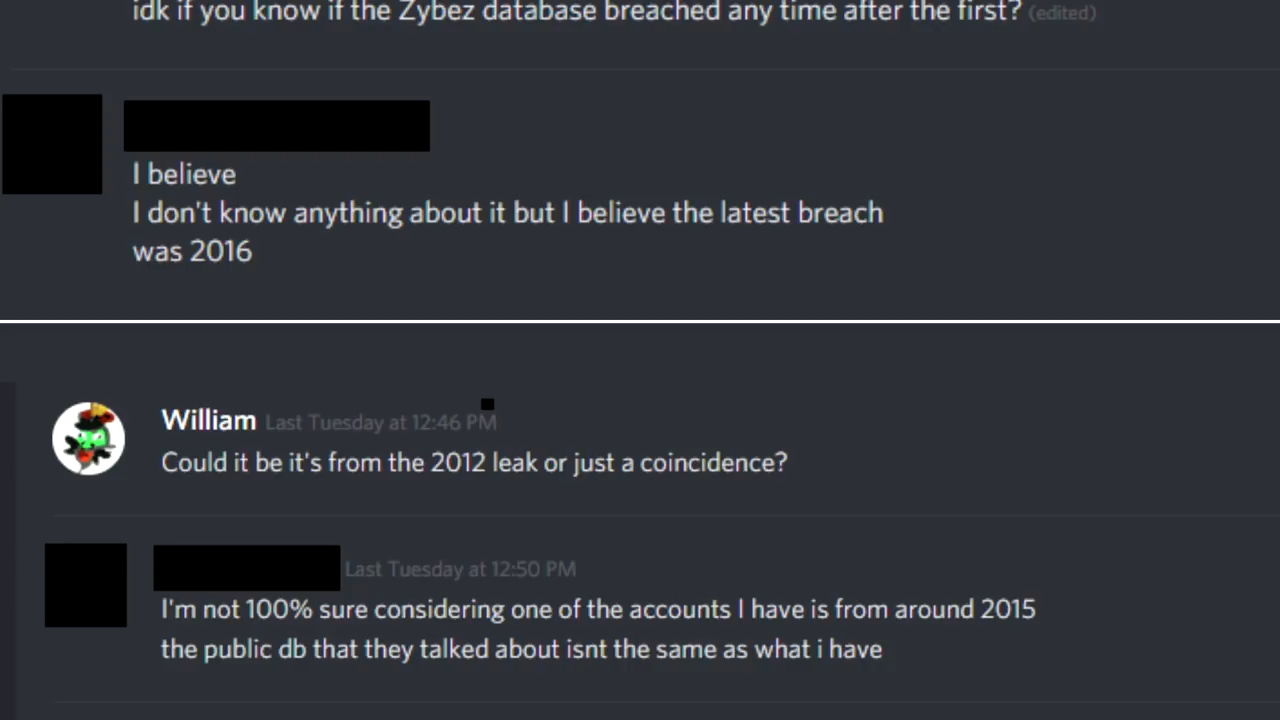 idk if you know if the Zybez database breached any time after the first? (edited)
I believe
I don't know anything about it but I believe the latest breach
was 2016
William Last Tuesday at 12:46 PM
Could it be it's from the 2012 leak or just a coincidence?
Last Tuesday at 12:50 PM
I'm not 100% sure considering one of the accounts I have is from around 2015
the public db that they talked about isnt the same as what i have